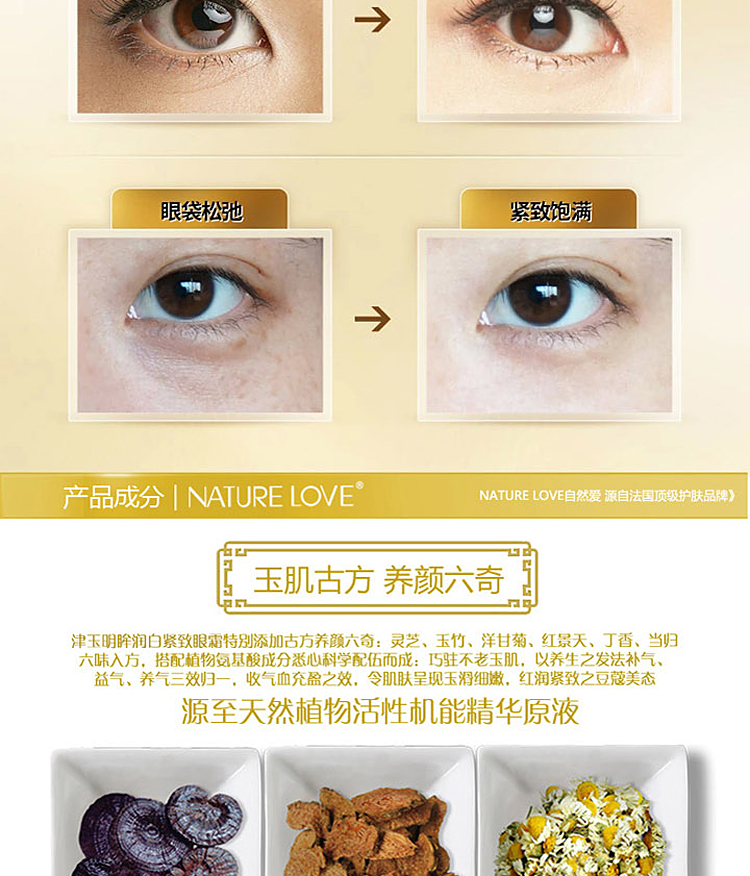 眼袋松弛
紧致饱满
产品成分 | NATURE LOVE®
NATURE LOVE自然爱 源自法国顶级护肤品牌》
玉肌古方 养颜六奇
津玉明眸润白紧致眼霜特别添加古方养颜六奇：灵芝、玉竹、洋甘菊、红景天、丁香、当归
六味入方，搭配植物氨基酸成分悉心科学配伍而成：巧驻不老玉肌，以养生之发法补气、
益气、养气三效归一，收气血充盈之效，令肌肤呈现玉滑细嫩，红润紧致之豆蔻美态
源至天然植物活性机能精华原液